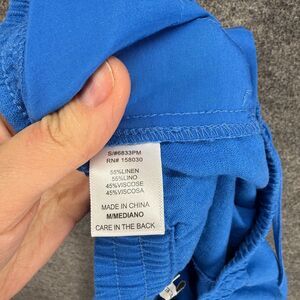 S/#6833PM
RN# 158030
55%LINEN
55%LINO
45%VISCOSE
45%VISCOSA
MADE IN CHINA
M/MEDIANO
CARE IN THE BACK